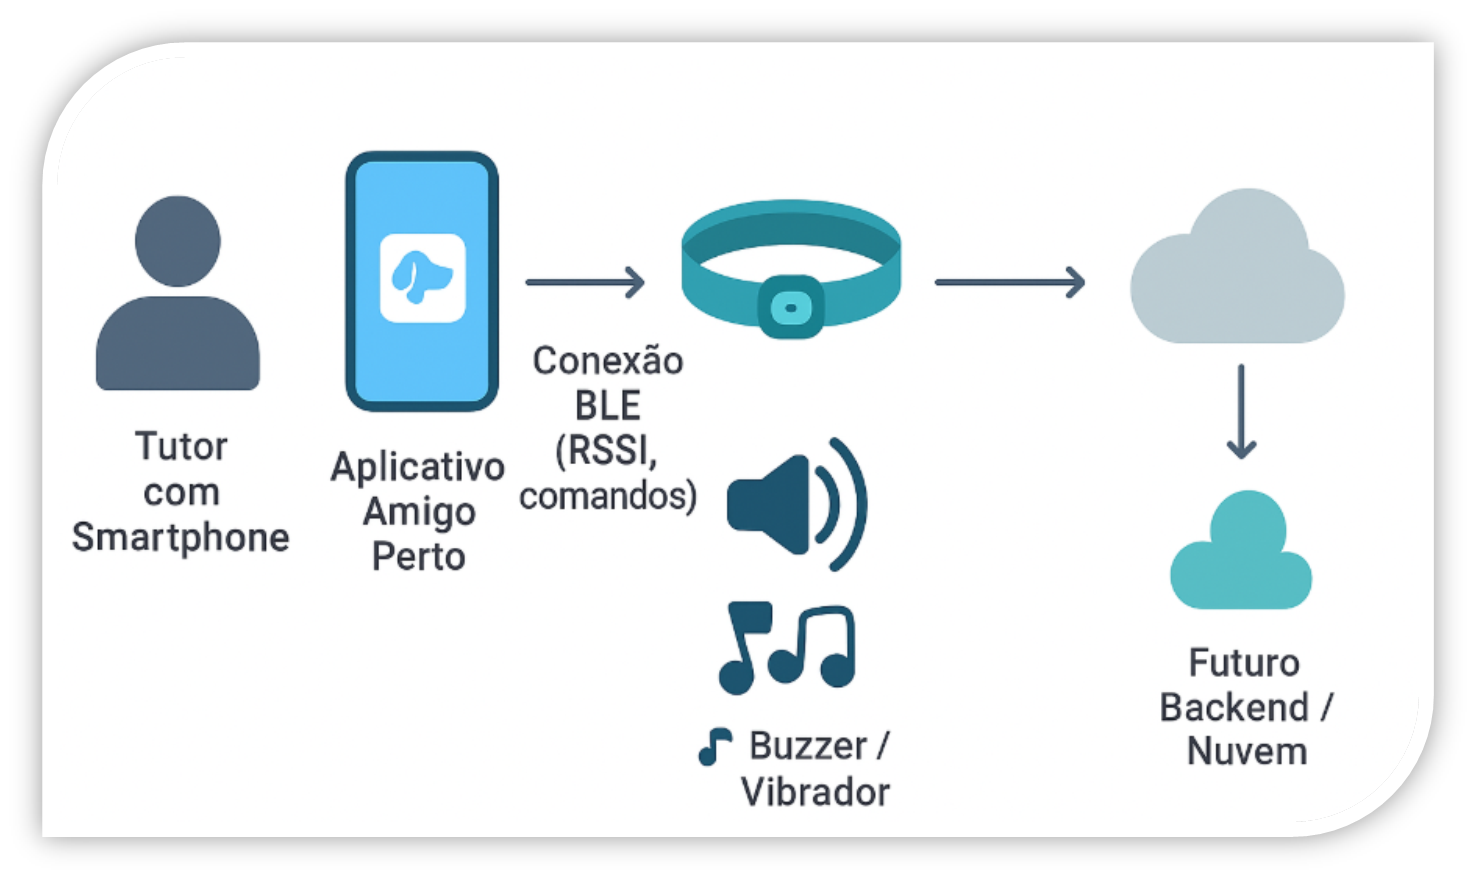 Tutor
com
Smartphone
Aplicativo
Amigo
Perto
Conexão
BLE
(RSSI,
comandos)
Buzzer /
Vibrador
Futuro
Backend /
Nuvem